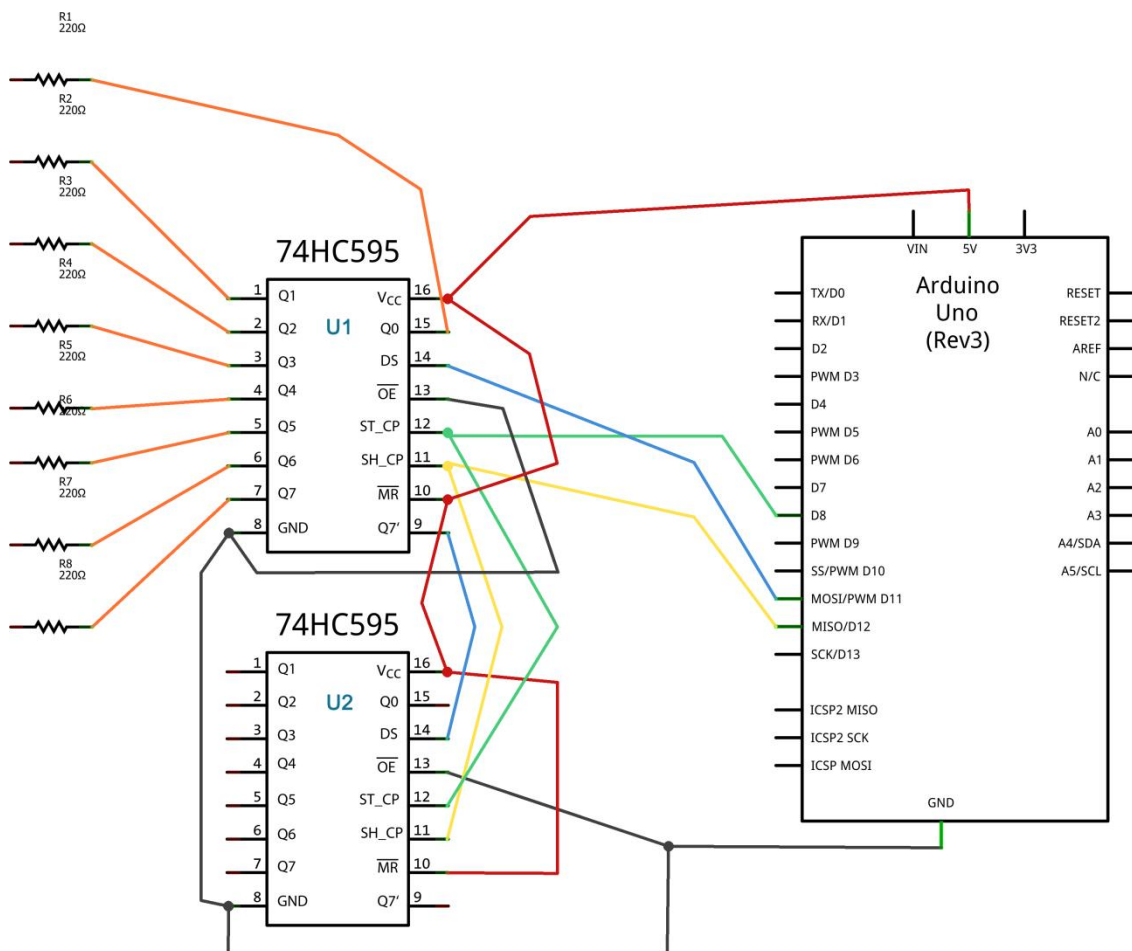 R1
220Ω
R2
220Ω
R3
220Ω
R4
220Ω
R5
220Ω
R6
220Ω
R7
220Ω
R8
220Ω
74HC595
U1
1 Q1
2 Q2
3 Q3
4 Q4
5 Q5
6 Q6
7 Q7
8 GND
VCC 16
Q0 15
DS 14
OE 13
ST_CP 12
SH_CP 11
MR 10
Q7' 9
74HC595
U2
1 Q1
2 Q2
3 Q3
4 Q4
5 Q5
6 Q6
7 Q7
8 GND
VCC 16
Q0 15
DS 14
OE 13
ST_CP 12
SH_CP 11
MR 10
Q7' 9
VIN 5V 3V3
Arduino
Uno
(Rev3)
TX/D0
RX/D1
D2
PWM D3
D4
PWM D5
PWM D6
D7
D8
PWM D9
SS/PWM D10
MOSI/PWM D11
MISO/D12
SCK/D13
ICSP2 MISO
ICSP2 SCK
ICSP MOSI
RESET
RESET2
AREF
N/C
A0
A1
A2
A3
A4/SDA
A5/SCL
GND